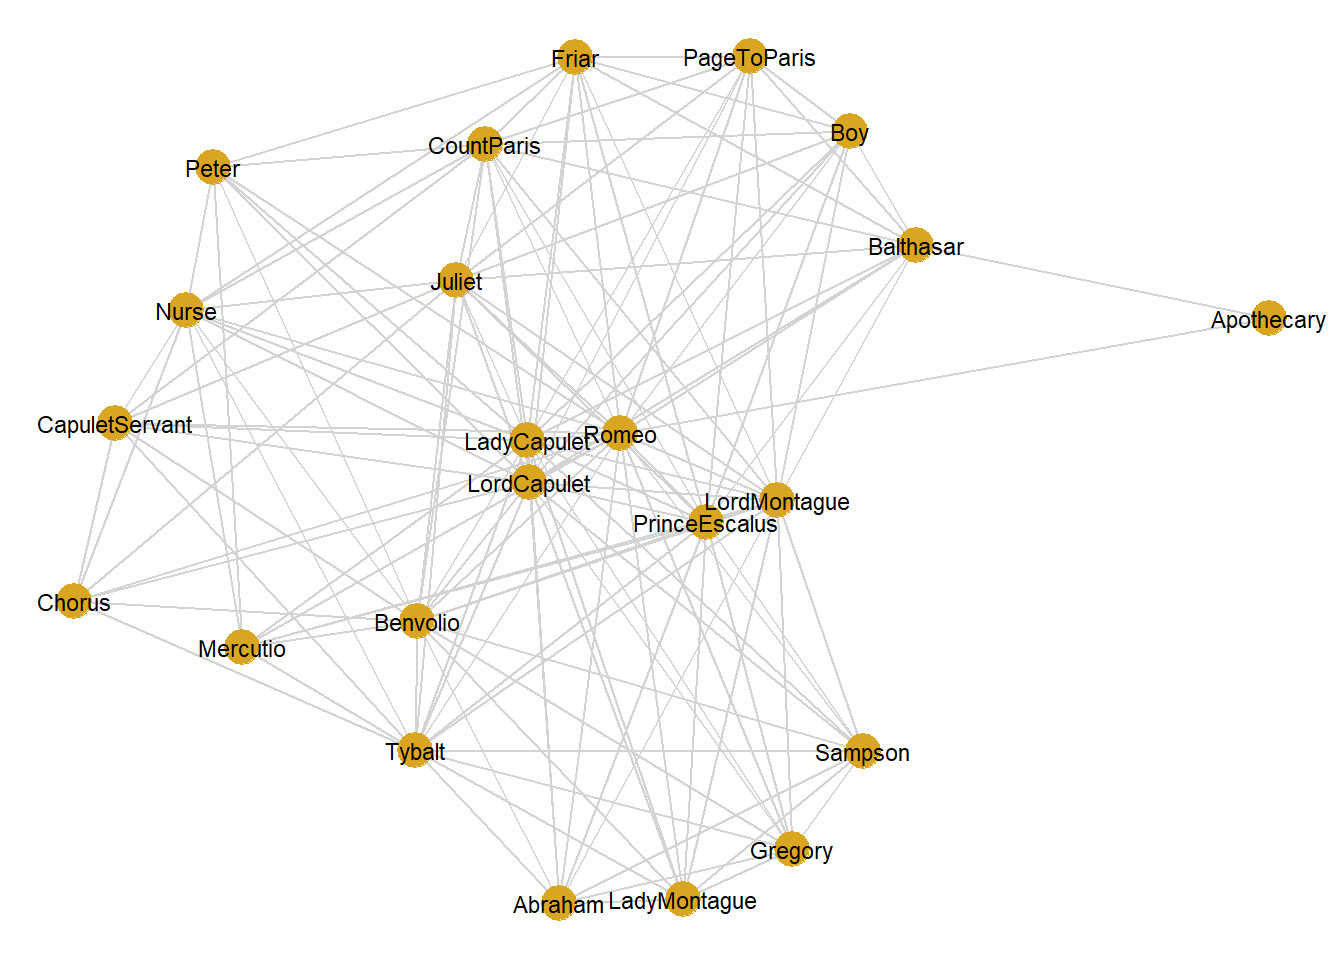 Friar
PageToParis
CountParis
Boy
Peter
Balthasar
Juliet
Nurse
Apothecary
CapuletServant
LadyCapulet
Romeo
LordCapulet
LordMontague
PrinceEscalus
Chorus
Benvolio
Mercutio
Tybalt
Sampson
Gregory
Abraham
LadyMontague